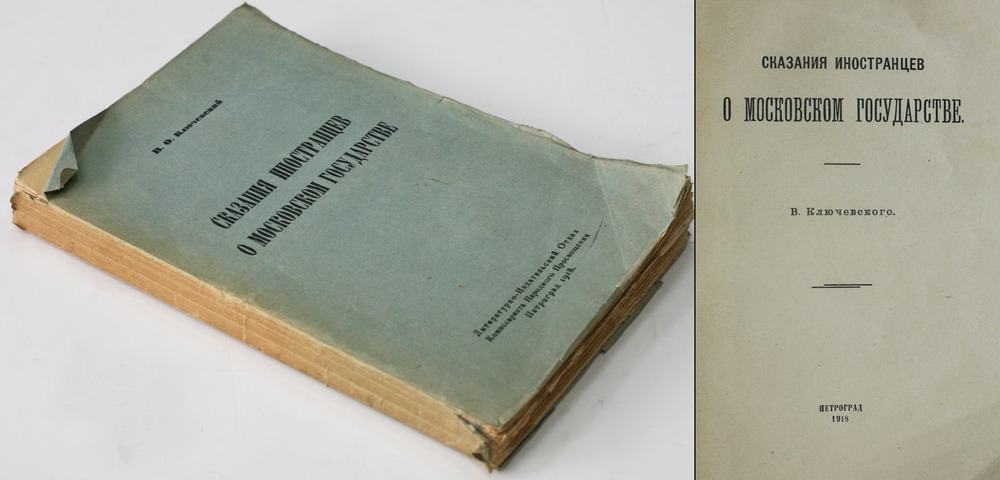 В. О. Ключевский
СКАЗАНИЯ ИНОСТРАНЦЕВ
О МОСКОВСКОМ ГОСУДАРСТВЕ
Литературно-Издательский Отдел
Комиссариата Народного Просвещения
Петроград 1918.
СКАЗАНИЯ ИНОСТРАНЦЕВ
О МОСКОВСКОМ ГОСУДАРСТВЕ.
В. Ключевского.
ПЕТРОГРАД
1918